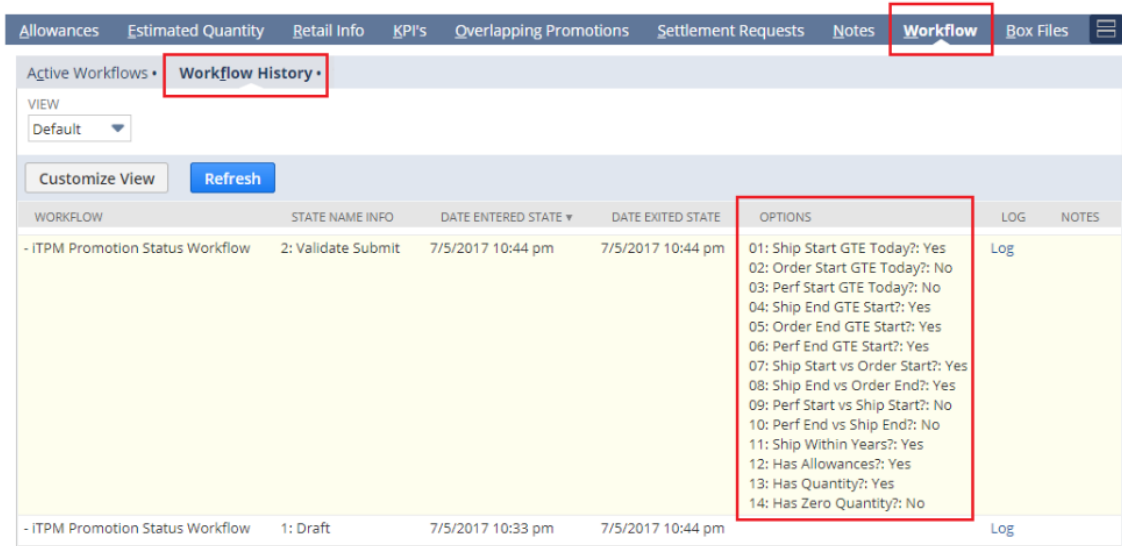 Allowances Estimated Quantity Retail Info KPI's Overlapping Promotions Settlement Requests Notes Workflow Box Files
Active Workflows • Workflow History •
VIEW
Default
Customize View Refresh
WORKFLOW STATE NAME INFO DATE ENTERED STATE ▼ DATE EXITED STATE OPTIONS LOG NOTES
- iTPM Promotion Status Workflow 2: Validate Submit 7/5/2017 10:44 pm 7/5/2017 10:44 pm 01: Ship Start GTE Today?: Yes Log
02: Order Start GTE Today?: No
03: Perf Start GTE Today?: No
04: Ship End GTE Start?: Yes
05: Order End GTE Start?: Yes
06: Perf End GTE Start?: Yes
07: Ship Start vs Order Start?: Yes
08: Ship End vs Order End?: Yes
09: Perf Start vs Ship Start?: No
10: Perf End vs Ship End?: No
11: Ship Within Years?: Yes
12: Has Allowances?: Yes
13: Has Quantity?: Yes
14: Has Zero Quantity?: No
- iTPM Promotion Status Workflow 1: Draft 7/5/2017 10:33 pm 7/5/2017 10:44 pm Log